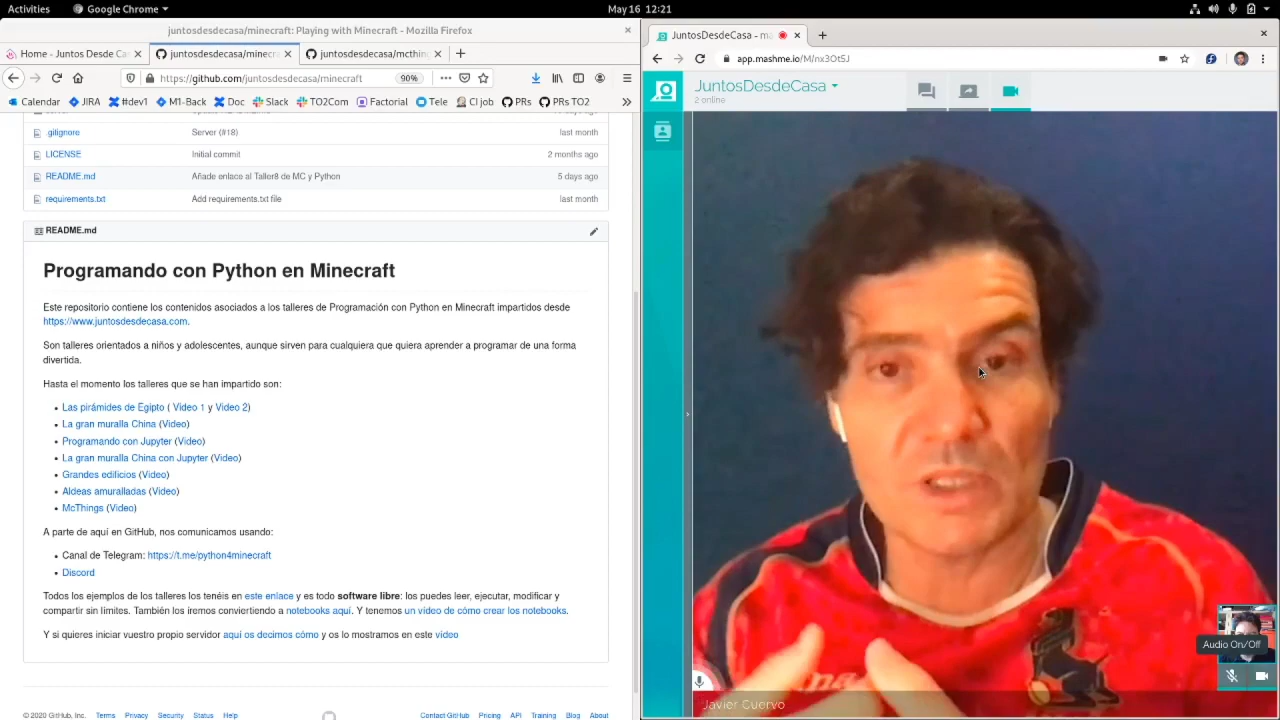 Activities Google Chrome May 16 12:21
juntosdesdecasa/minecraft: Playing with Minecraft - Mozilla Firefox
Home - Juntos Desde C juntosdesdecasa/minecra juntosdesdecasa/mcthing
https://github.com/juntosdesdecasa/minecraft 90%
Calendar JIRA #dev1 M1-Back Doc Slack TO2Com Factorial Tele CI job PRs PRs TO2
.gitignore Server (#18) last month
LICENSE Initial commit 2 months ago
README.md Añade enlace al Taller8 de MC y Python 5 days ago
requirements.txt Add requirements.txt file last month
README.md
Programando con Python en Minecraft
Este repositorio contiene los contenidos asociados a los talleres de Programación con Python en Minecraft impartidos desde
https://www.juntosdesdecasa.com.
Son talleres orientados a niños y adolescentes, aunque sirven para cualquiera que quiera aprender a programar de una forma
divertida.
Hasta el momento los talleres que se han impartido son:
• Las pirámides de Egipto ( Video 1 y Video 2)
• La gran muralla China (Video)
• Programando con Jupyter (Video)
• La gran muralla China con Jupyter (Video)
• Grandes edificios (Video)
• Aldeas amuralladas (Video)
• McThings (Video)
A parte de aquí en GitHub, nos comunicamos usando:
• Canal de Telegram: https://t.me/python4minecraft
• Discord
Todos los ejemplos de los talleres los tenéis en este enlace y es todo software libre: los puedes leer, ejecutar, modificar y
compartir sin límites. También los iremos conviertiendo a notebooks aquí. Y tenemos un vídeo de cómo crear los notebooks.
Y si quieres iniciar vuestro propio servidor aquí os decimos cómo y os lo mostramos en este vídeo
© 2020 GitHub, Inc. Terms Privacy Security Status Help Contact GitHub Pricing API Training Blog About
JuntosDesdeCasa - ma
app.mashme.io/M/nx3Ot5J
JuntosDesdeCasa
2 online
Audio On/Off
Javier Cuervo